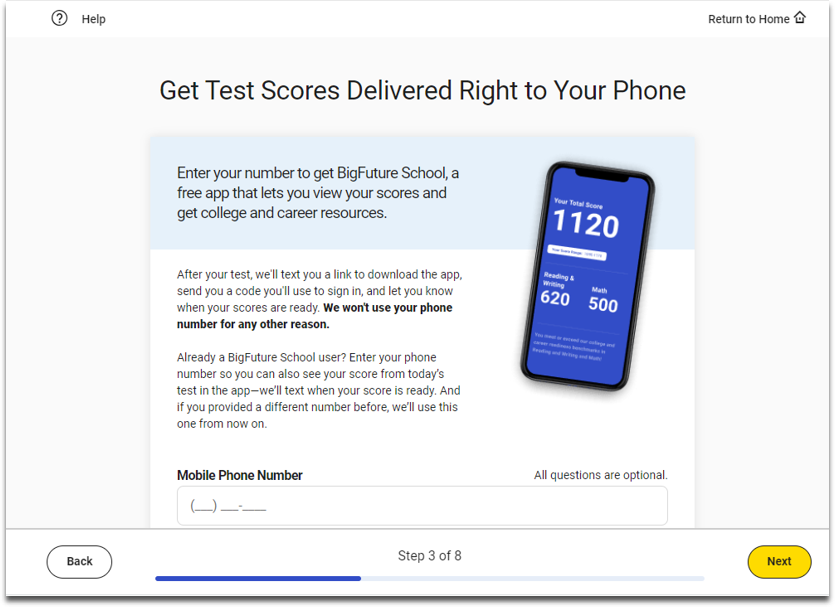 Help
Return to Home
Get Test Scores Delivered Right to Your Phone
Enter your number to get BigFuture School, a
free app that lets you view your scores and
get college and career resources.
Your Total Score
1120
Reading &
Writing
620
Math
500
You meet or exceed our college and
career readiness benchmarks in
Reading and Writing and Math!
After your test, we'll text you a link to download the app,
send you a code you'll use to sign in, and let you know
when your scores are ready. We won't use your phone
number for any other reason.
Already a BigFuture School user? Enter your phone
number so you can also see your score from today's
test in the app—we'll text when your score is ready. And
if you provided a different number before, we'll use this
one from now on.
Mobile Phone Number
All questions are optional.
(___) ___-____
Back
Step 3 of 8
Next